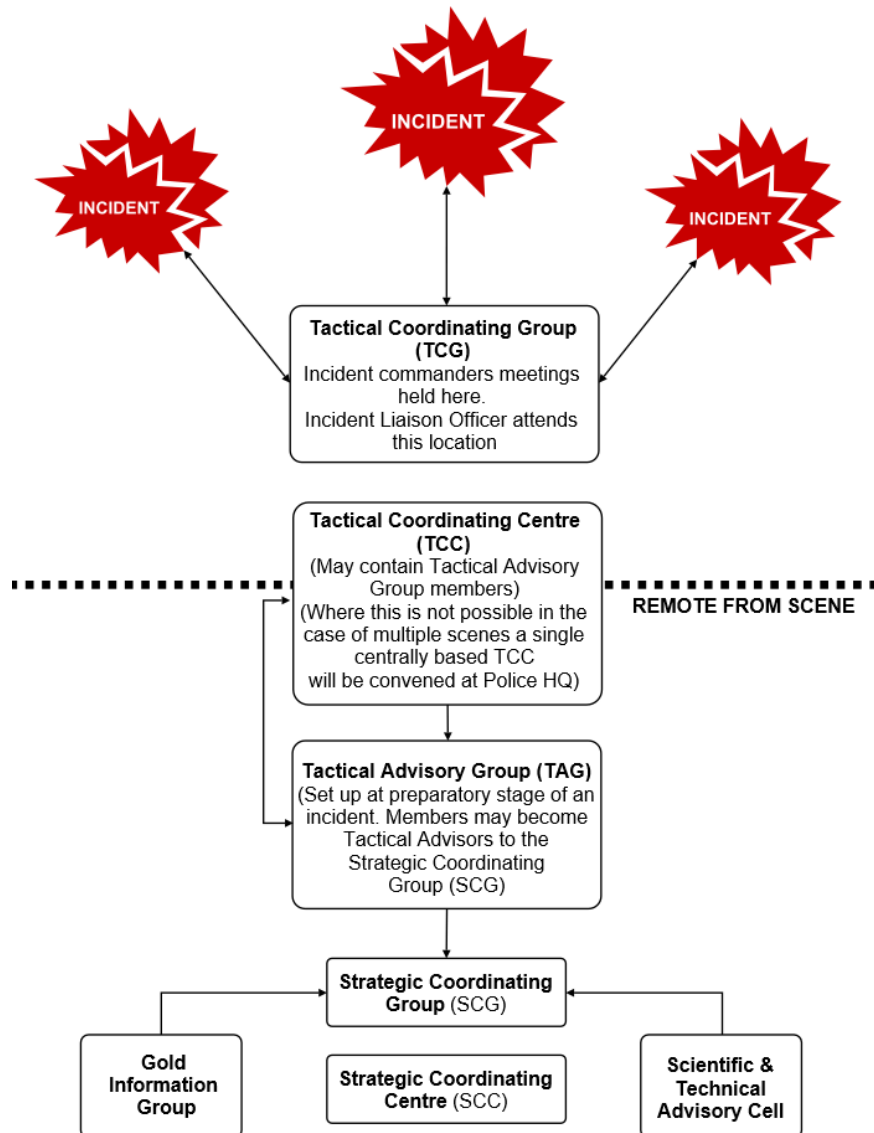 INCIDENT
INCIDENT
INCIDENT
Tactical Coordinating Group
(TCG)
Incident commanders meetings
held here.
Incident Liaison Officer attends
this location
Tactical Coordinating Centre
(TCC)
(May contain Tactical Advisory
Group members)
(Where this is not possible in the
case of multiple scenes a single
centrally based TCC
will be convened at Police HQ)
REMOTE FROM SCENE
Tactical Advisory Group (TAG)
(Set up at preparatory stage of an
incident. Members may become
Tactical Advisors to the
Strategic Coordinating
Group (SCG)
Strategic Coordinating
Group (SCG)
Gold
Information
Group
Strategic Coordinating
Centre (SCC)
Scientific &
Technical
Advisory Cell